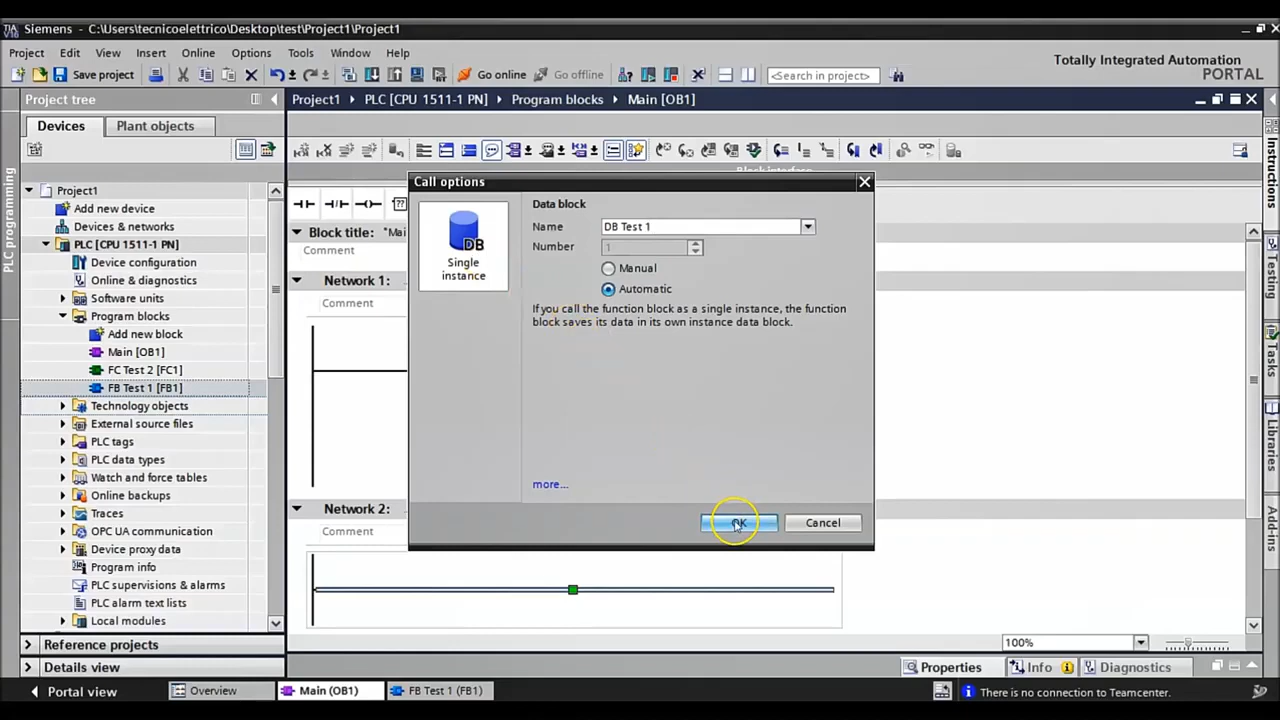 Siemens - C:\Users\tecnicoelettrico\Desktop\test\Project1\Project1
Project Edit View Insert Online Options Tools Window Help
Totally Integrated Automation
PORTAL
Save project
Go online
Go offline
<Search in project>
Project tree
Project1 PLC [CPU 1511-1 PN] Program blocks Main [OB1]
Devices
Plant objects
PLC programming
Project1
Add new device
Devices & networks
PLC [CPU 1511-1 PN]
Device configuration
Online & diagnostics
Software units
Program blocks
Add new block
Main [OB1]
FC Test 2 [FC1]
FB Test 1 [FB1]
Technology objects
External source files
PLC tags
PLC data types
Watch and force tables
Online backups
Traces
OPC UA communication
Device proxy data
Program info
PLC supervisions & alarms
PLC alarm text lists
Local modules
Reference projects
Details view
Block interface
??
Block title: "Mai
Comment
Network 1:
Comment
Network 2:
Comment
Call options
DB
Single
instance
Data block
Name DB Test 1
Number 1
Manual
Automatic
If you call the function block as a single instance, the function
block saves its data in its own instance data block.
more...
OK
Cancel
100%
Properties
Info
Diagnostics
Instructions
Testing
Tasks
Libraries
Add-ins
Portal view
Overview
Main (OB1)
FB Test 1 (FB1)
There is no connection to Teamcenter.